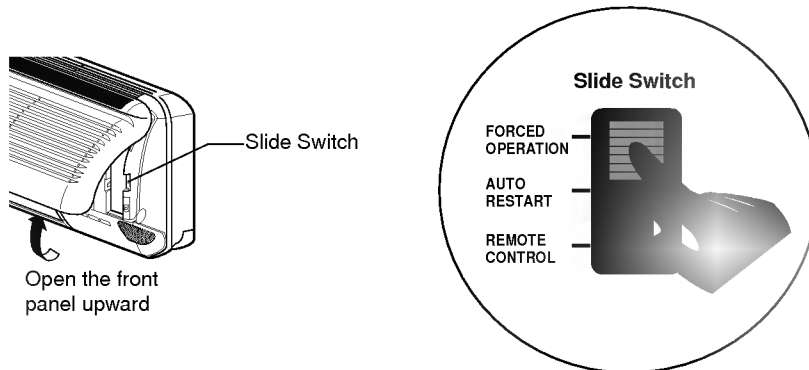 Slide Switch
Open the front
panel upward
Slide Switch
FORCED
OPERATION
AUTO
RESTART
REMOTE
CONTROL